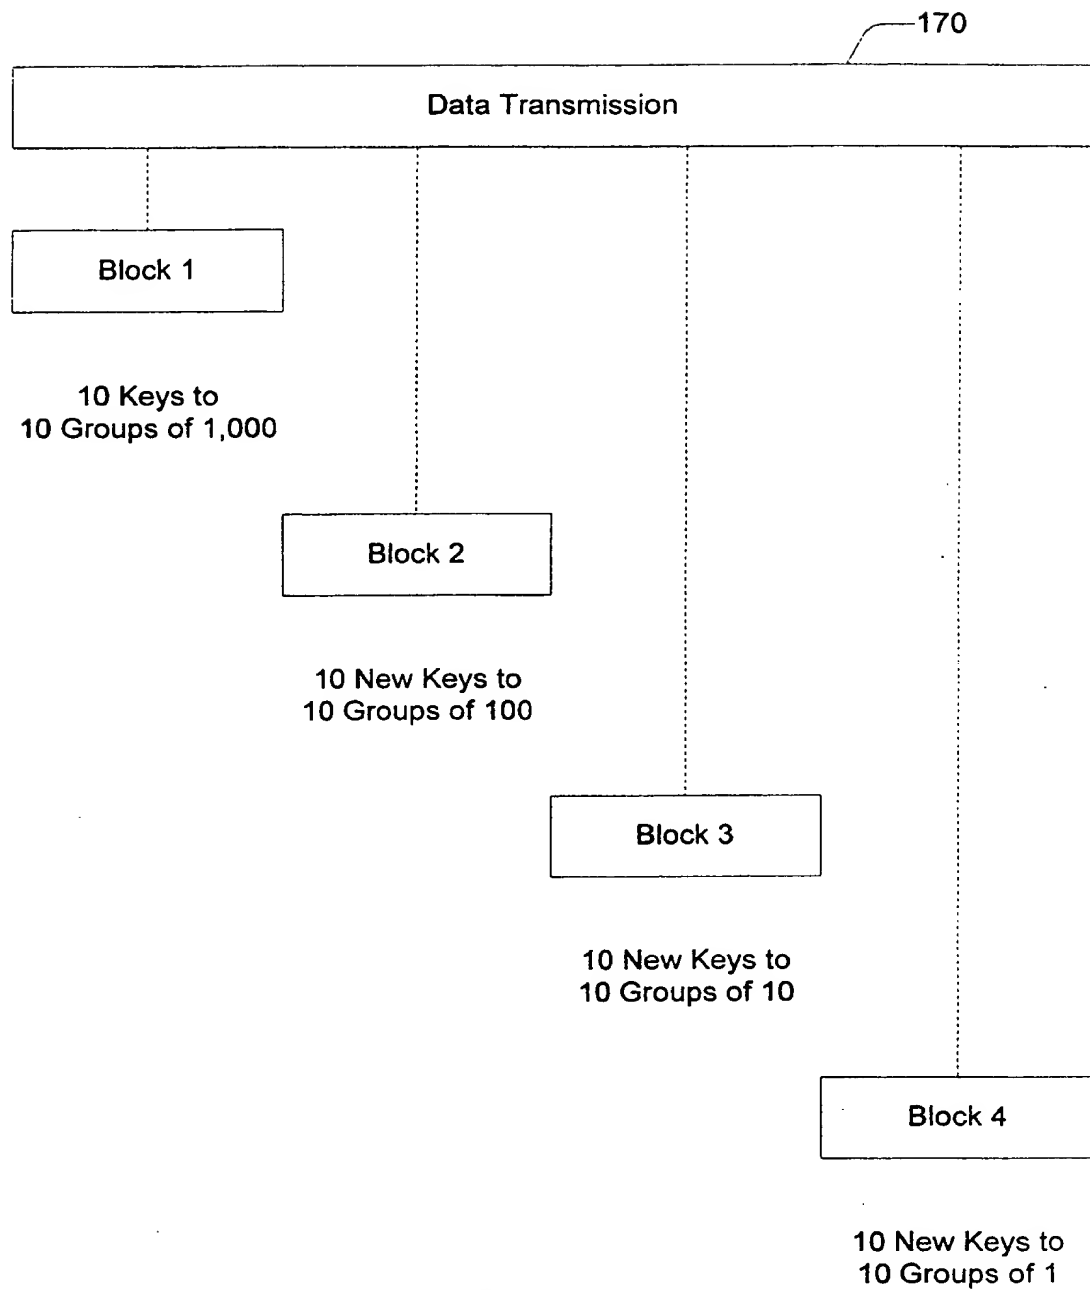 170
Data Transmission
Block 1
10 Keys to
10 Groups of 1,000
Block 2
10 New Keys to
10 Groups of 100
Block 3
10 New Keys to
10 Groups of 10
Block 4
10 New Keys to
10 Groups of 1